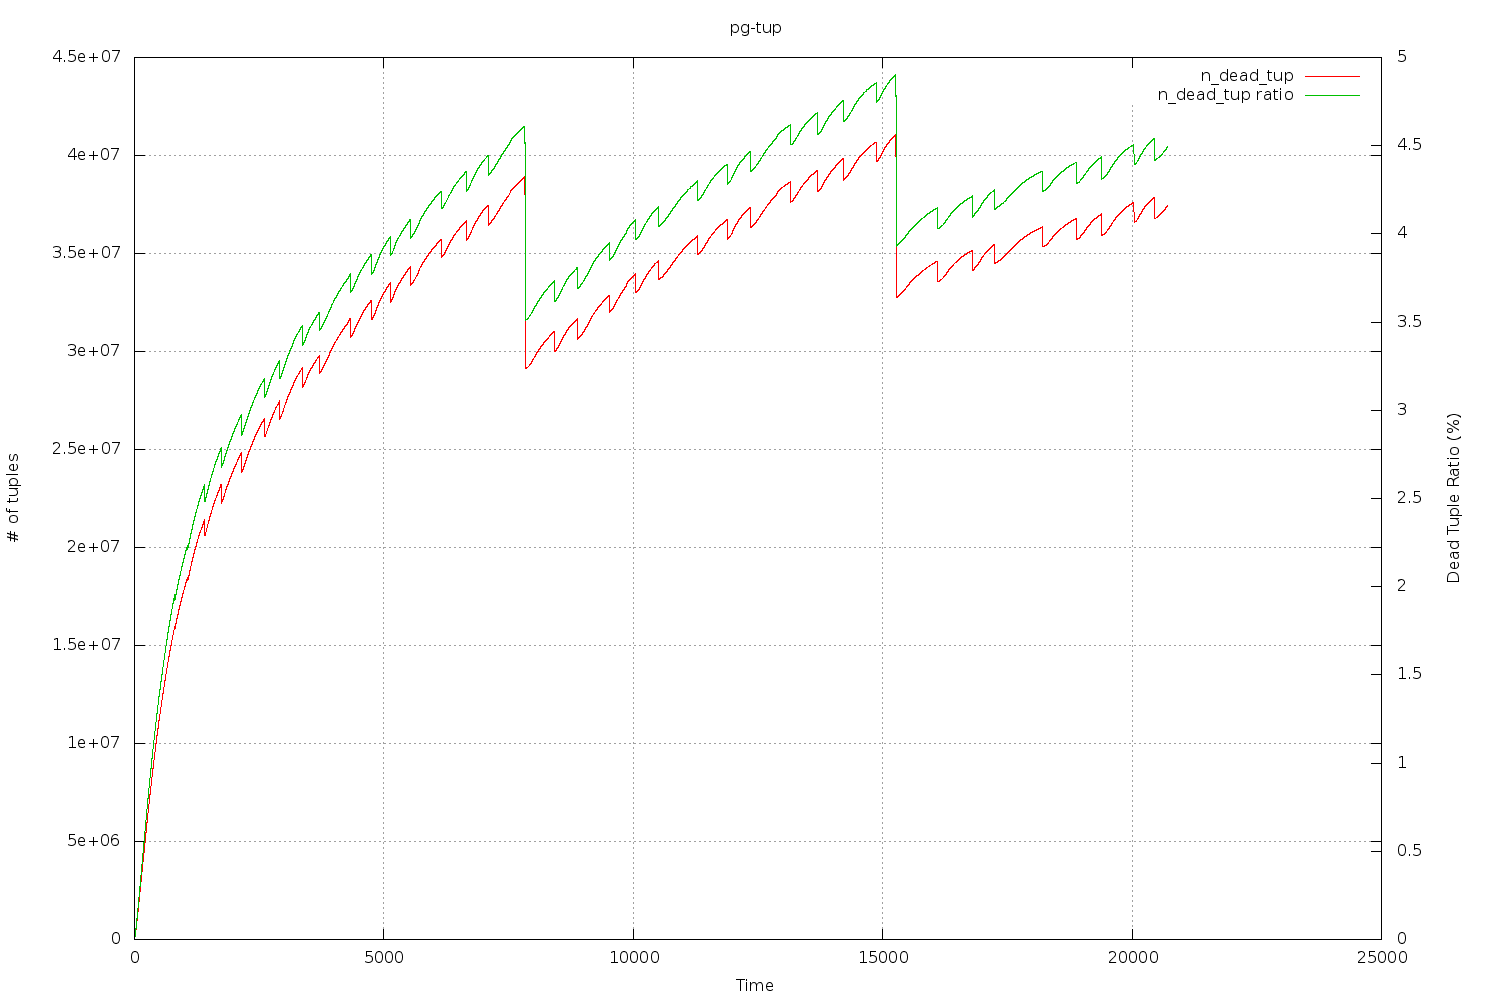 pg-tup
n_dead_tup
n_dead_tup ratio
4.5e+07
4e+07
3.5e+07
3e+07
2.5e+07
2e+07
1.5e+07
1e+07
5e+06
0
# of tuples
5
4.5
4
3.5
3
2.5
2
1.5
1
0.5
0
Dead Tuple Ratio (%)
0 5000 10000 15000 20000 25000
Time